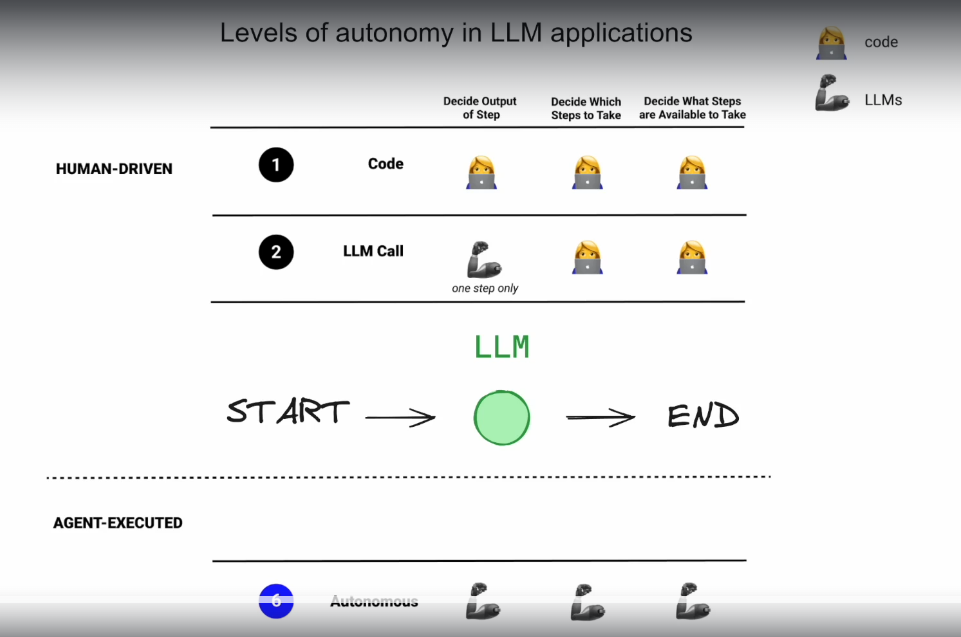 Levels of autonomy in LLM applications
code
LLMs
Decide Output
of Step
Decide Which
Steps to Take
Decide What Steps
are Available to Take
HUMAN-DRIVEN
1
Code
2
LLM Call
one step only
LLM
START
END
AGENT-EXECUTED
6
Autonomous